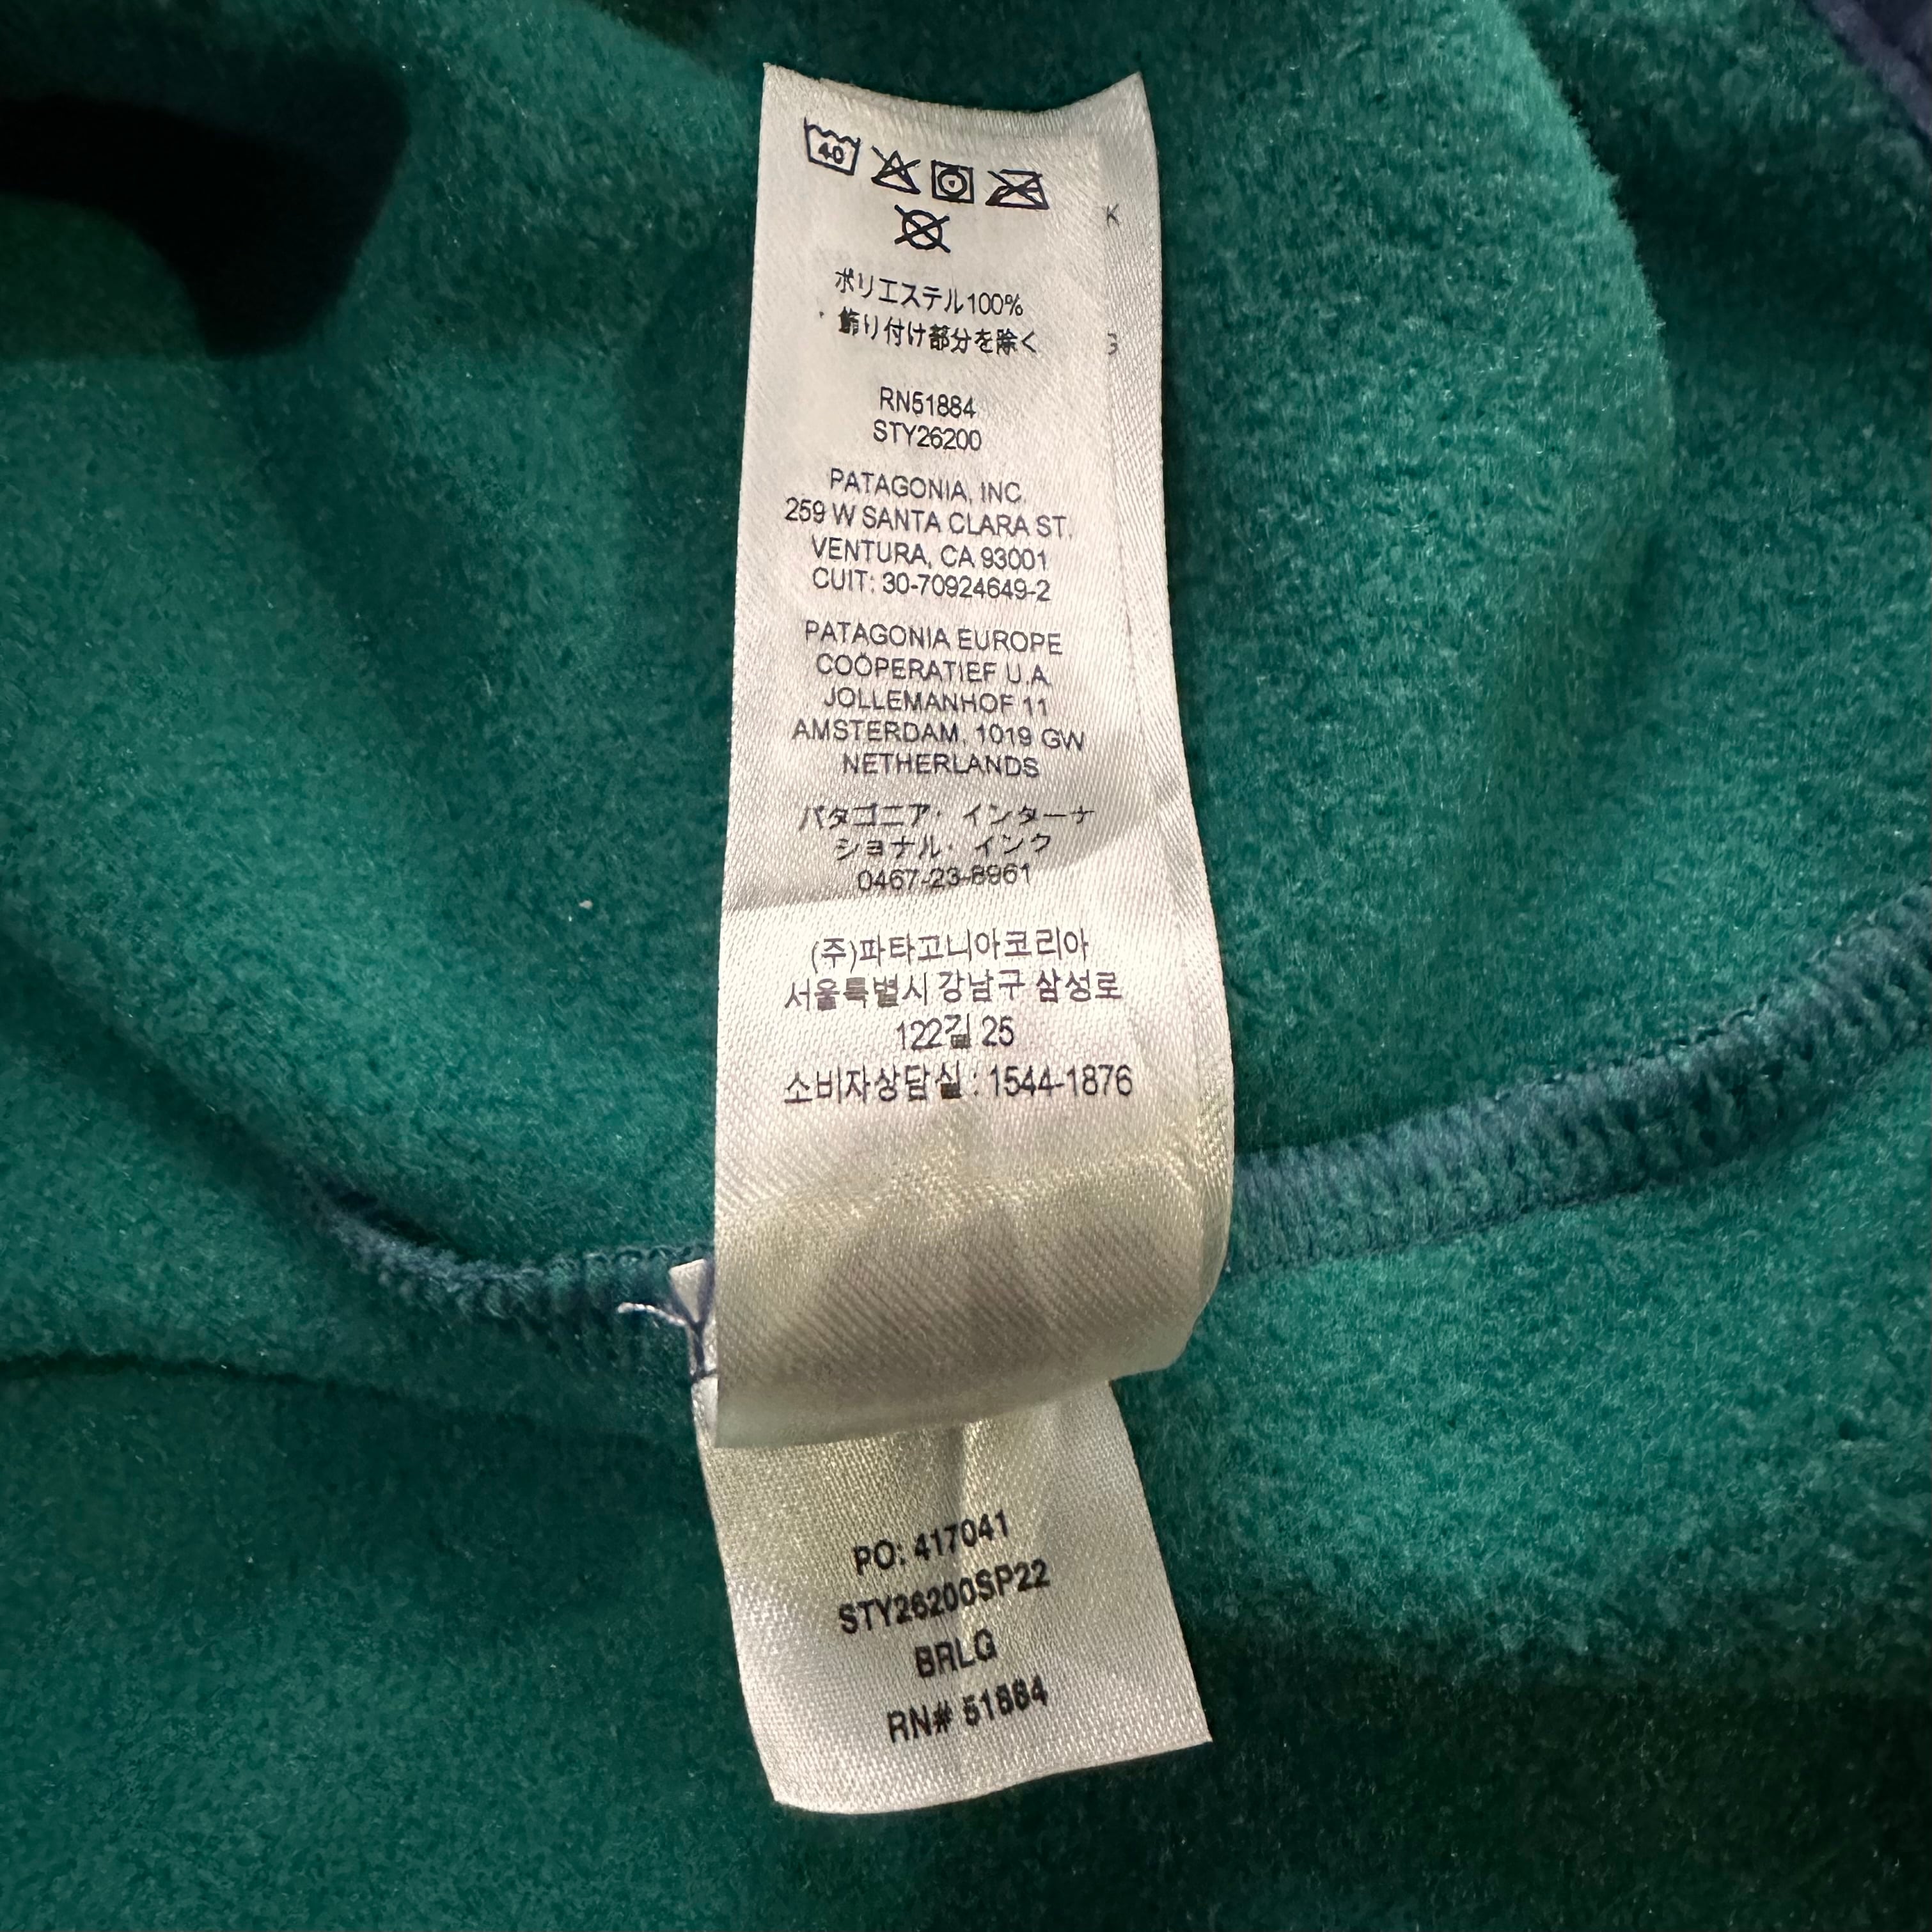 40
ポリエステル100%
飾り付け部分を除く
RN51884
STY26200
PATAGONIA, INC.
259 W SANTA CLARA ST.
VENTURA, CA 93001
CUIT: 30-70924649-2
PATAGONIA EUROPE
COÖPERATIEF U.A.
JOLLEMANHOF 11
AMSTERDAM, 1019 GW
NETHERLANDS
パタゴニア・インターナ
ショナル・インク
0467-23-8961
(주)파타고니아코리아
서울특별시 강남구 삼성로
122길 25
소비자상담실 : 1544-1876
PO: 417041
STY26200SP22
BRLG
RN# 51884